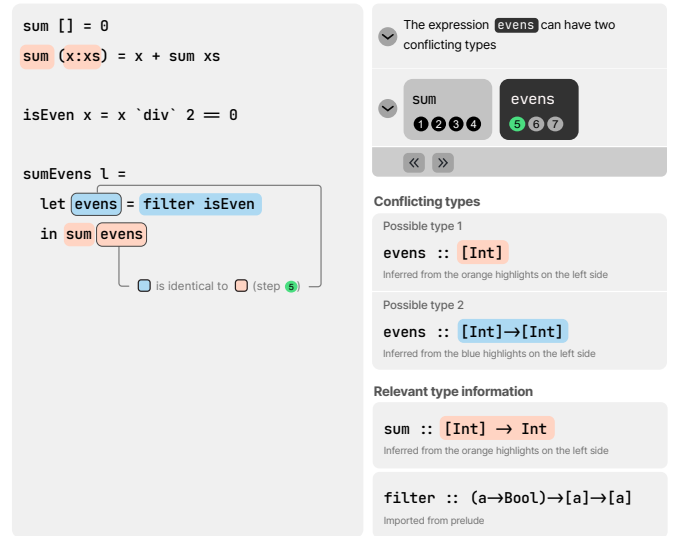 sum [] = 0
sum (x:xs) = x + sum xs
isEven x = x `div` 2 == 0
sumEvens l =
let evens = filter isEven
in sum evens
is identical to (step 5)
The expression evens can have two
conflicting types
sum
1 2 3 4
evens
5 6 7
Conflicting types
Possible type 1
evens :: [Int]
Inferred from the orange highlights on the left side
Possible type 2
evens :: [Int]→[Int]
Inferred from the blue highlights on the left side
Relevant type information
sum :: [Int] → Int
Inferred from the orange highlights on the left side
filter :: (a→Bool)→[a]→[a]
Imported from prelude